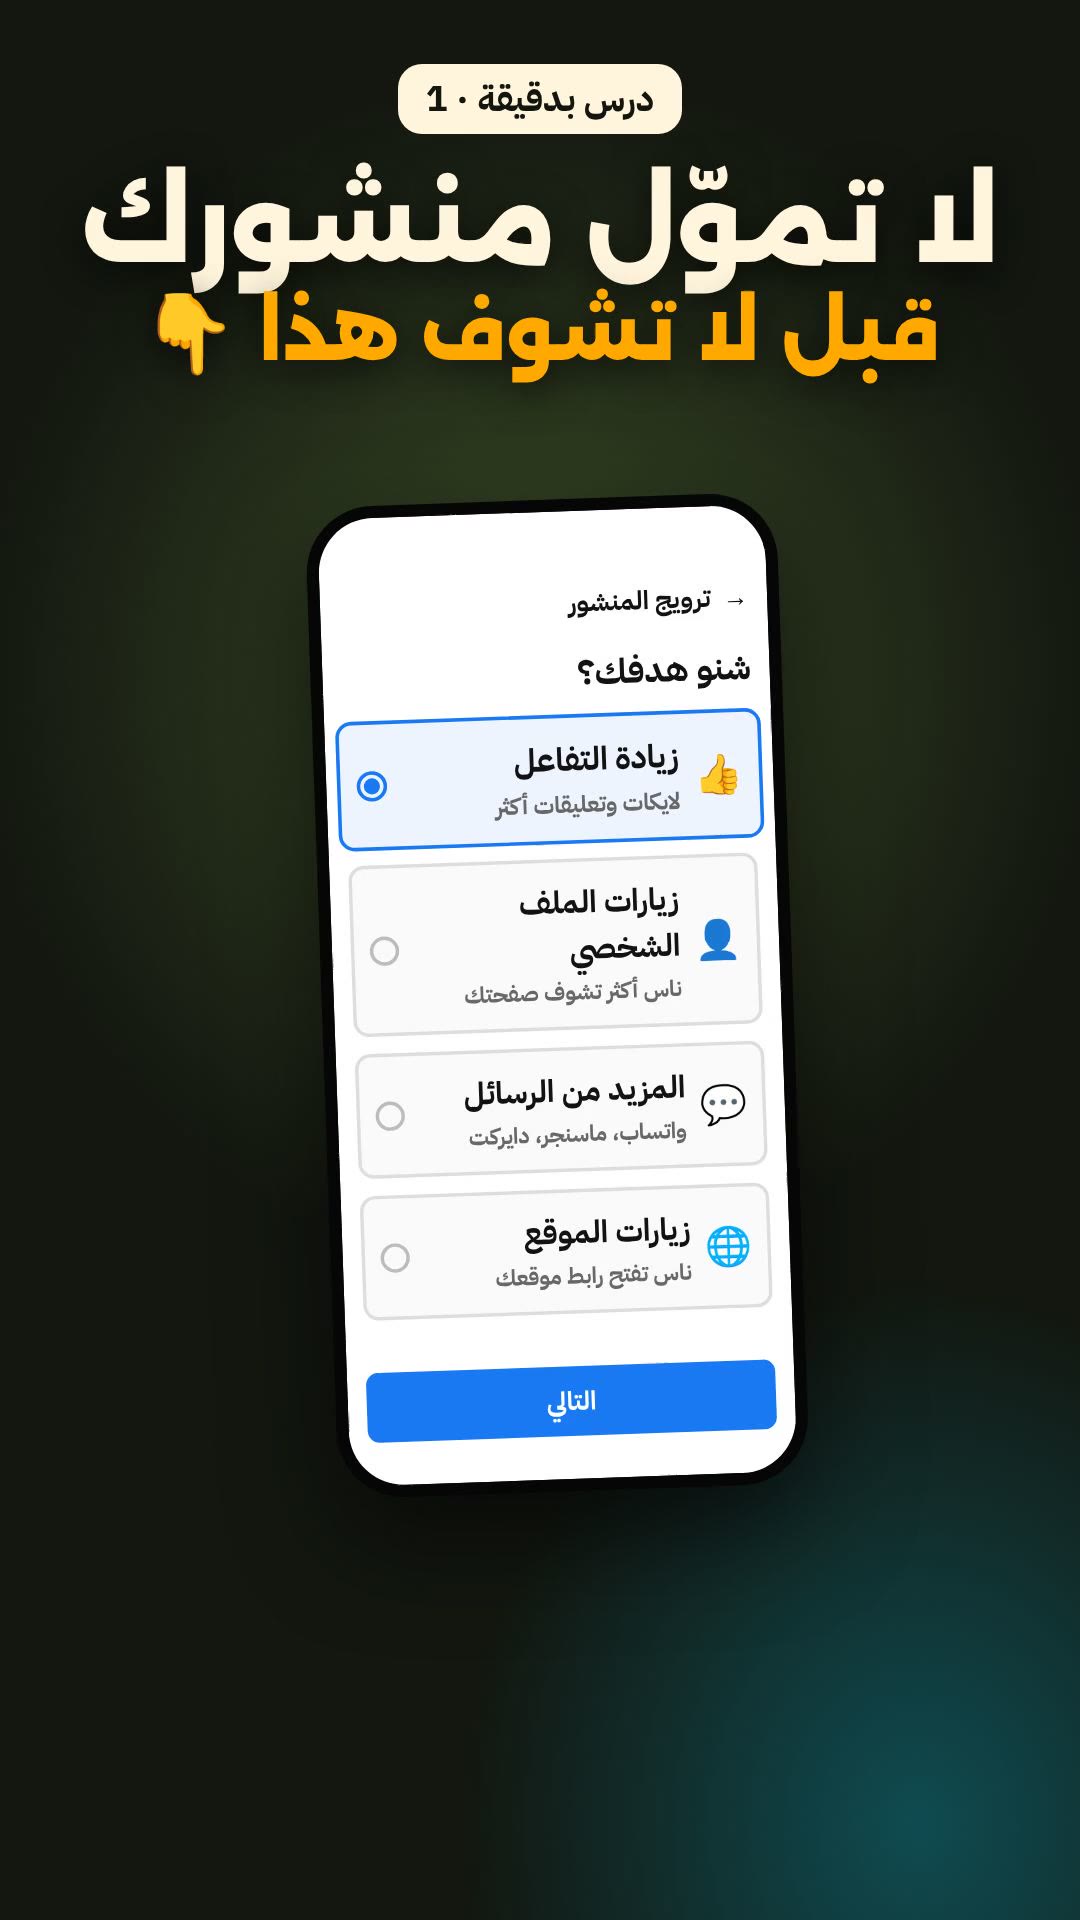 درس بدقيقة · 1
لا تموّل منشورك
قبل لا تشوف هذا 👇
→ ترويج المنشور
شنو هدفك؟
👍 زيادة التفاعل
لايكات وتعليقات أكثر
👤 زيارات الملف
الشخصي
ناس أكثر تشوف صفحتك
💬 المزيد من الرسائل
واتساب، ماسنجر، دايركت
🌐 زيارات الموقع
ناس تفتح رابط موقعك
التالي